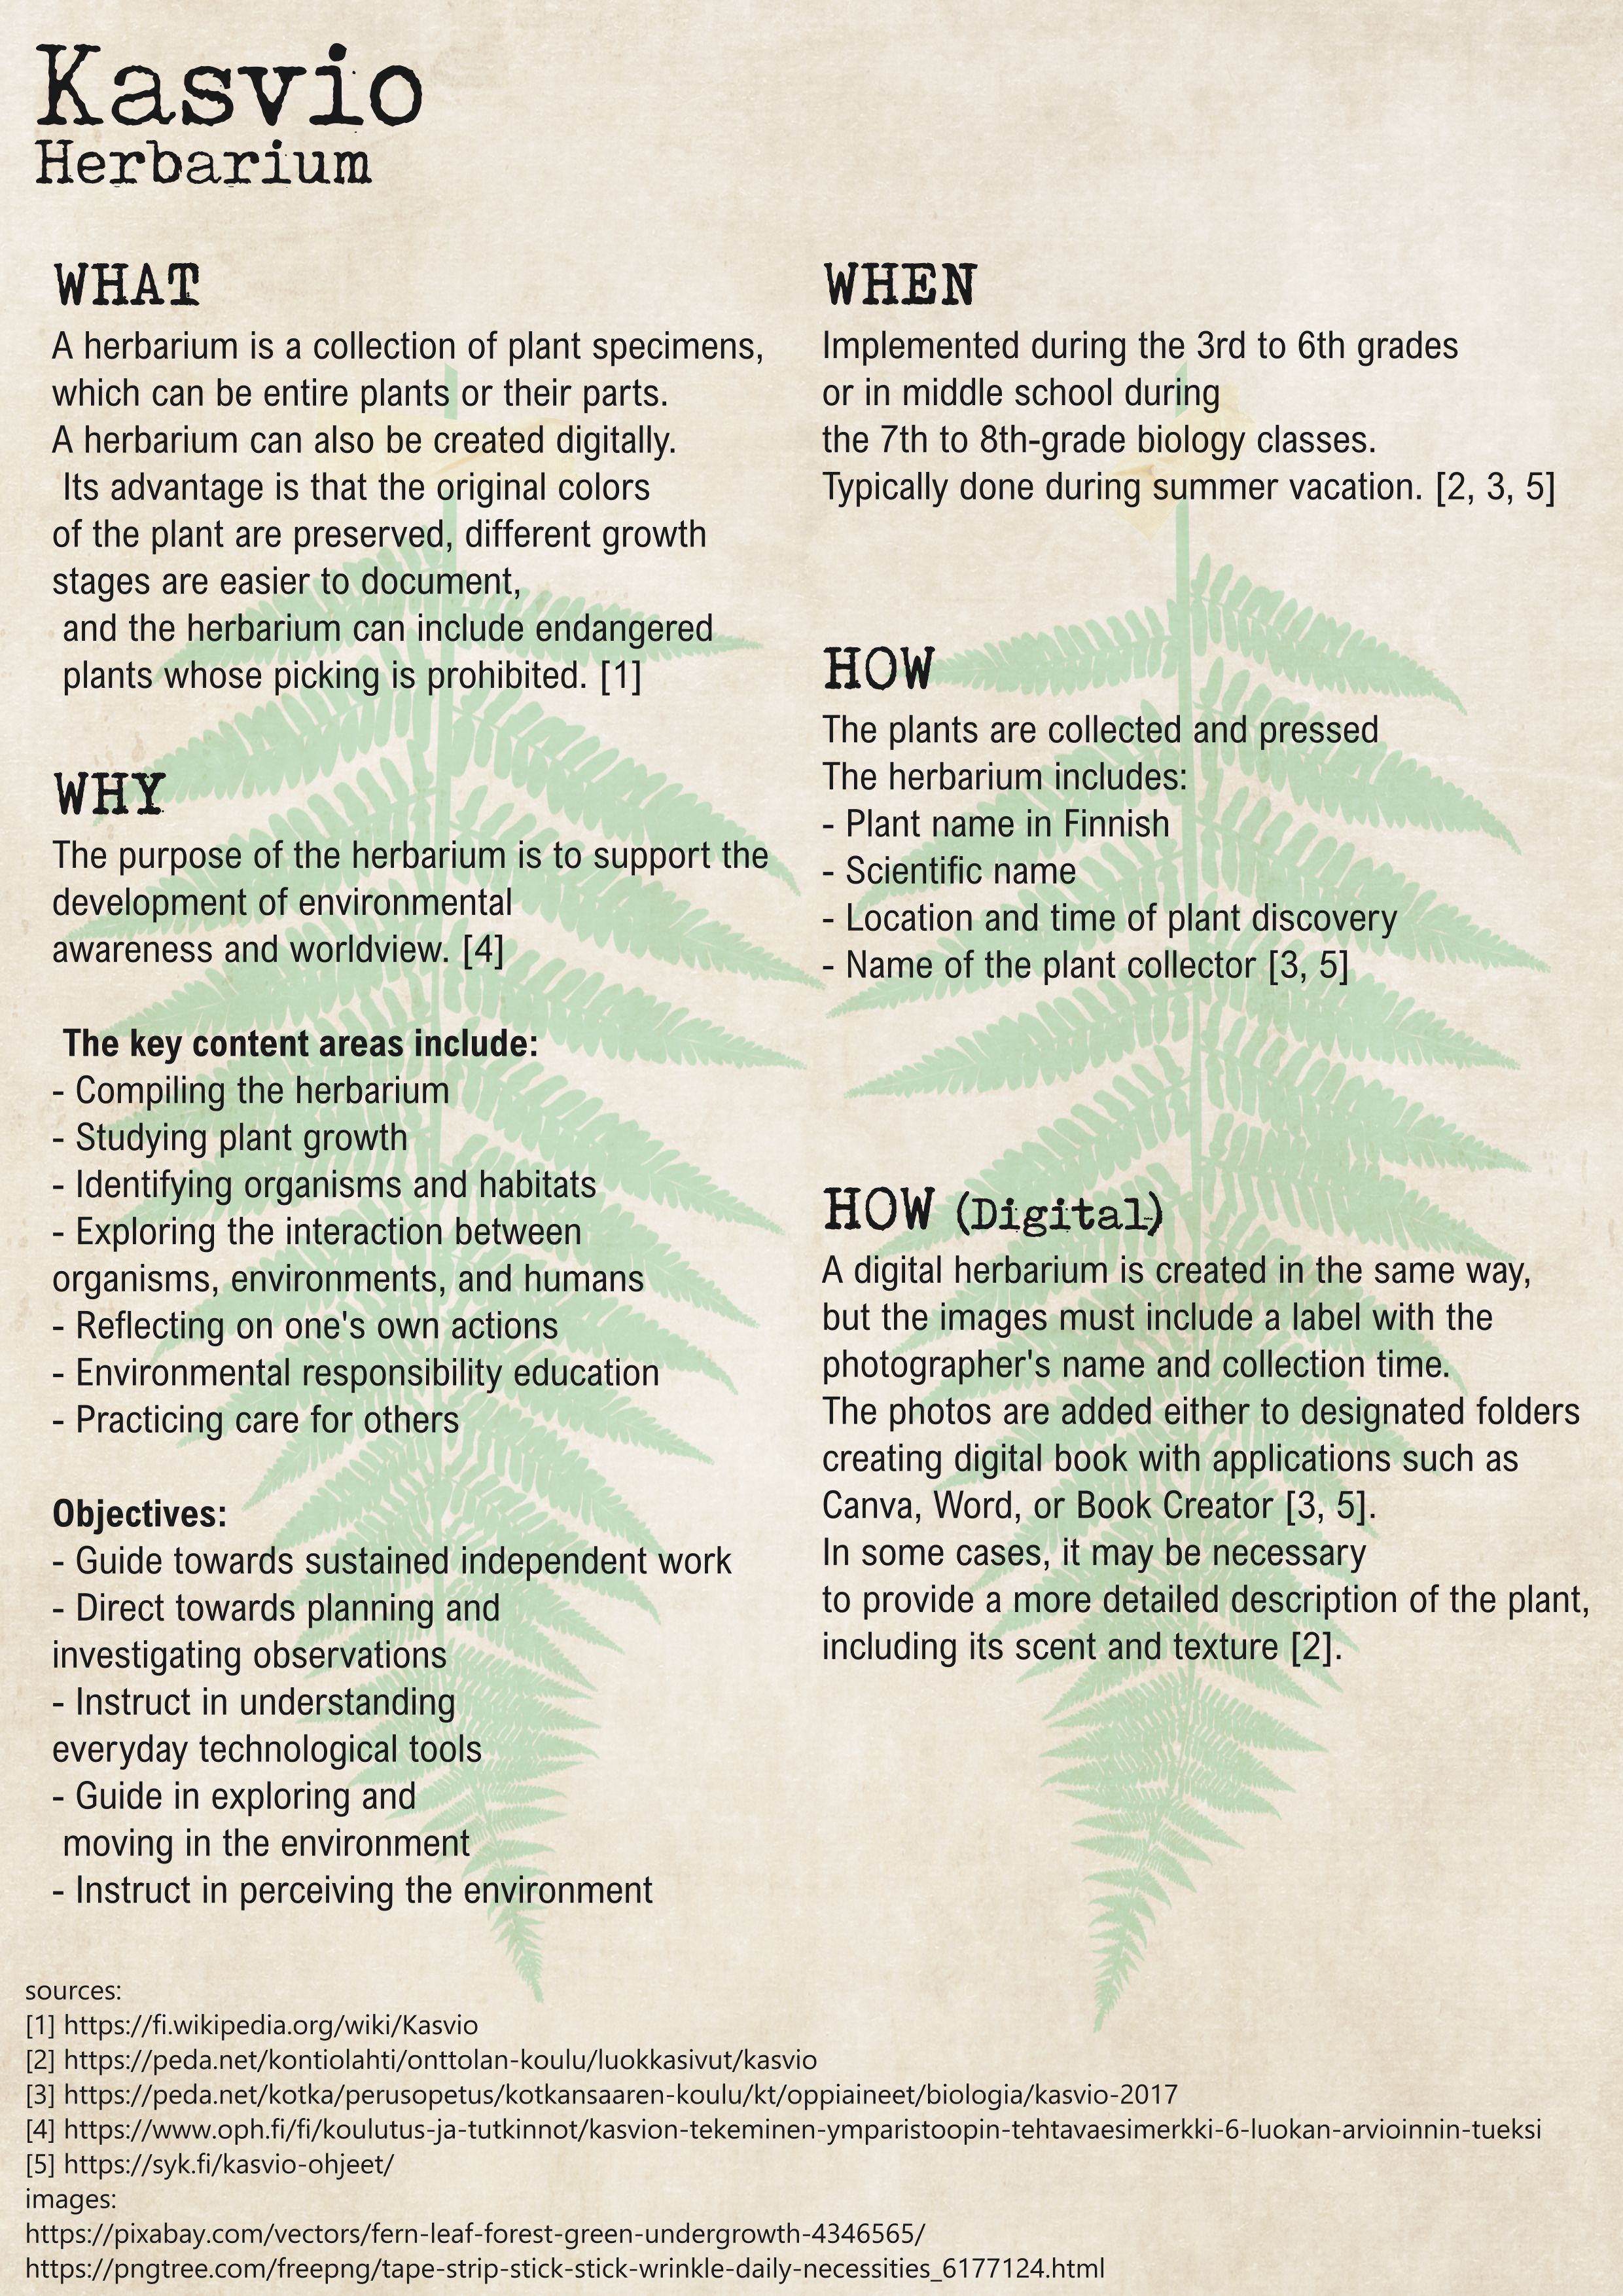 Kasvio
Herbarium
WHAT
A herbarium is a collection of plant specimens,
which can be entire plants or their parts.
A herbarium can also be created digitally.
Its advantage is that the original colors
of the plant are preserved, different growth
stages are easier to document,
and the herbarium can include endangered
plants whose picking is prohibited. [1]
WHY
The purpose of the herbarium is to support the
development of environmental
awareness and worldview. [4]
The key content areas include:
- Compiling the herbarium
- Studying plant growth
- Identifying organisms and habitats
- Exploring the interaction between
organisms, environments, and humans
- Reflecting on one's own actions
- Environmental responsibility education
- Practicing care for others
Objectives:
- Guide towards sustained independent work
- Direct towards planning and
investigating observations
- Instruct in understanding
everyday technological tools
- Guide in exploring and
moving in the environment
- Instruct in perceiving the environment
WHEN
Implemented during the 3rd to 6th grades
or in middle school during
the 7th to 8th-grade biology classes.
Typically done during summer vacation. [2, 3, 5]
HOW
The plants are collected and pressed
The herbarium includes:
- Plant name in Finnish
- Scientific name
- Location and time of plant discovery
- Name of the plant collector [3, 5]
HOW (Digital)
A digital herbarium is created in the same way,
but the images must include a label with the
photographer's name and collection time.
The photos are added either to designated folders
creating digital book with applications such as
Canva, Word, or Book Creator [3, 5].
In some cases, it may be necessary
to provide a more detailed description of the plant,
including its scent and texture [2].
sources:
[1] https://fi.wikipedia.org/wiki/Kasvio
[2] https://peda.net/kontiolahti/onttolan-koulu/luokkasivut/kasvio
[3] https://peda.net/kotka/perusopetus/kotkansaaren-koulu/kt/oppiaineet/biologia/kasvio-2017
[4] https://www.oph.fi/fi/koulutus-ja-tutkinnot/kasvion-tekeminen-ymparistoopin-tehtavaesimerkki-6-luokan-arvioinnin-tueksi
[5] https://syk.fi/kasvio-ohjeet/
images:
https://pixabay.com/vectors/fern-leaf-forest-green-undergrowth-4346565/
https://pngtree.com/freepng/tape-strip-stick-stick-wrinkle-daily-necessities_6177124.html